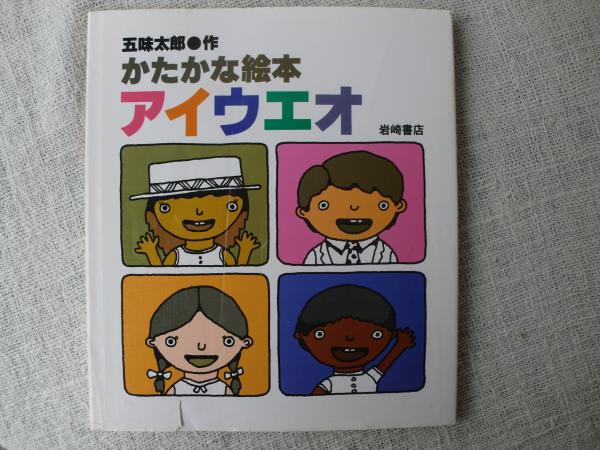 五味太郎●作
かたかな絵本
アイウエオ
岩崎書店